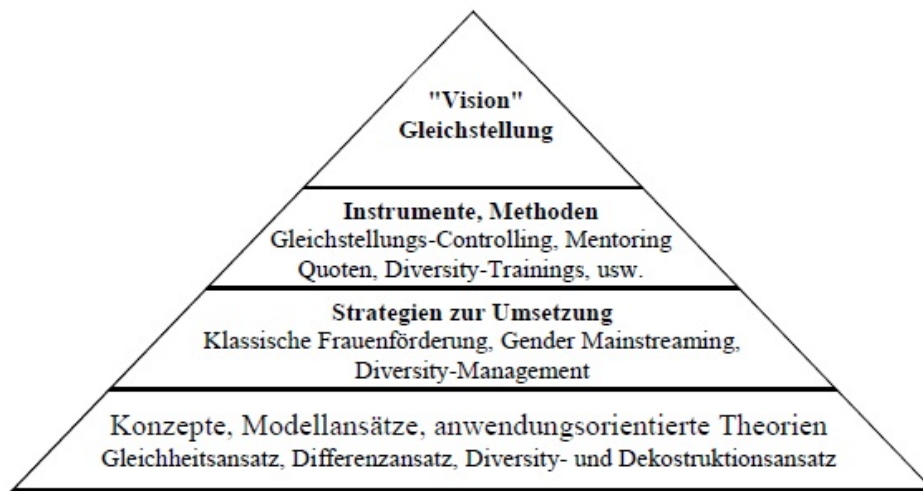 "Vision"
Gleichstellung
Instrumente, Methoden
Gleichstellungs-Controlling, Mentoring
Quoten, Diversity-Trainings, usw.
Strategien zur Umsetzung
Klassische Frauenförderung, Gender Mainstreaming,
Diversity-Management
Konzepte, Modellansätze, anwendungsorientierte Theorien
Gleichheitsansatz, Differenzansatz, Diversity- und Dekostruktionsansatz